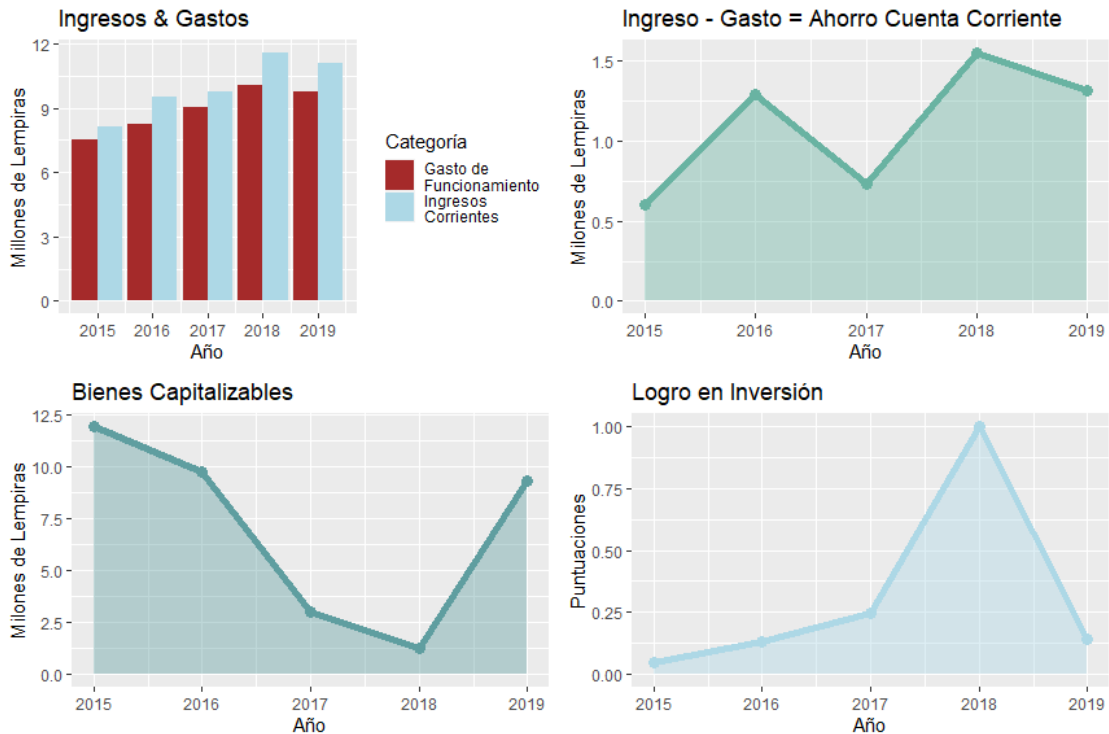 Ingresos & Gastos
Millones de Lempiras
12
9
6
3
0
2015 2016 2017 2018 2019
Año
Categoría
Gasto de
Funcionamiento
Ingresos
Corrientes
Ingreso - Gasto = Ahorro Cuenta Corriente
Milones de Lempiras
1.5
1.0
0.5
0.0
2015 2016 2017 2018 2019
Año
Bienes Capitalizables
Milones de Lempiras
12.5
10.0
7.5
5.0
2.5
0.0
2015 2016 2017 2018 2019
Año
Logro en Inversión
Puntuaciones
1.00
0.75
0.50
0.25
0.00
2015 2016 2017 2018 2019
Año